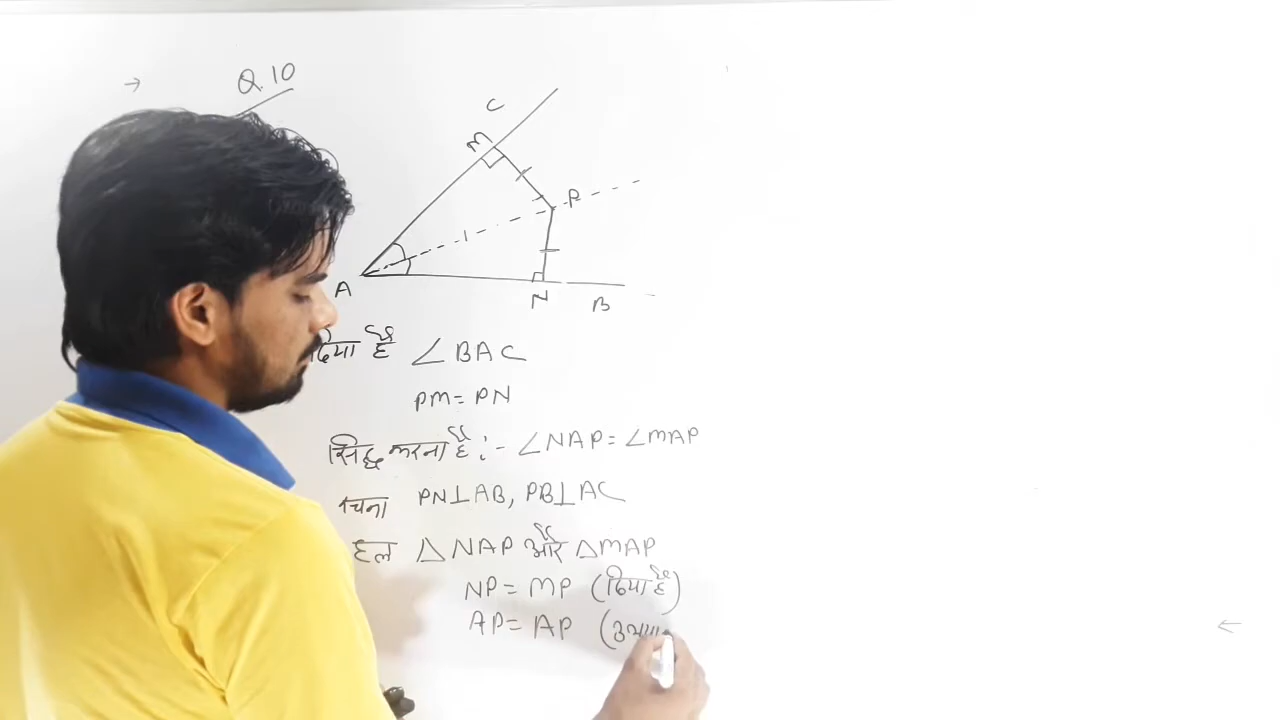 Q.10
C
M
P
A
N
B
दिया है ∠BAC
PM = PN
सिद्ध करना है :- ∠NAP = ∠MAP
रचना PN⊥AB, PB⊥AC
हल △NAP और △MAP
NP = MP (दिया है)
AP = AP